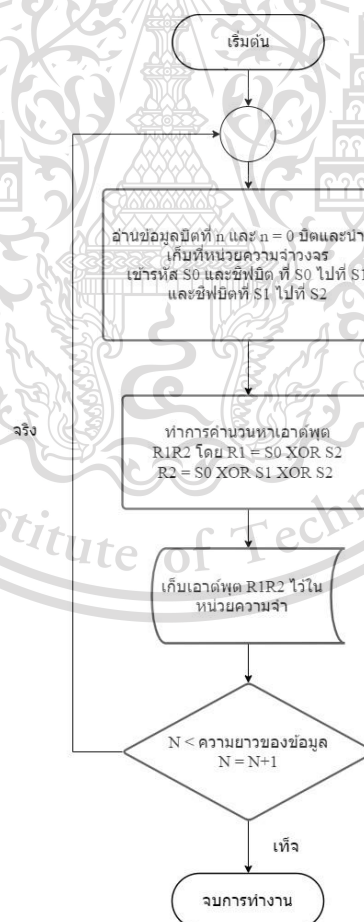 เริ่มต้น
อ่านข้อมูลบิตที่ n และ n = 0 บิตและนำ
เก็บที่หน่วยความจำวงจร
เข้ารหัส S0 และชิฟบิต ที่ S0 ไปที่ S1
และชิฟบิตที่ S1 ไปที่ S2
จริง
ทำการคำนวนหาเอาต์พุต
R1R2 โดย R1 = S0 XOR S2
R2 = S0 XOR S1 XOR S2
stitute of Techn
เก็บเอาต์พุต R1R2 ไว้ใน
หน่วยความจำ
N < ความยาวของข้อมูล
N = N+1
เท็จ
จบการทำงาน